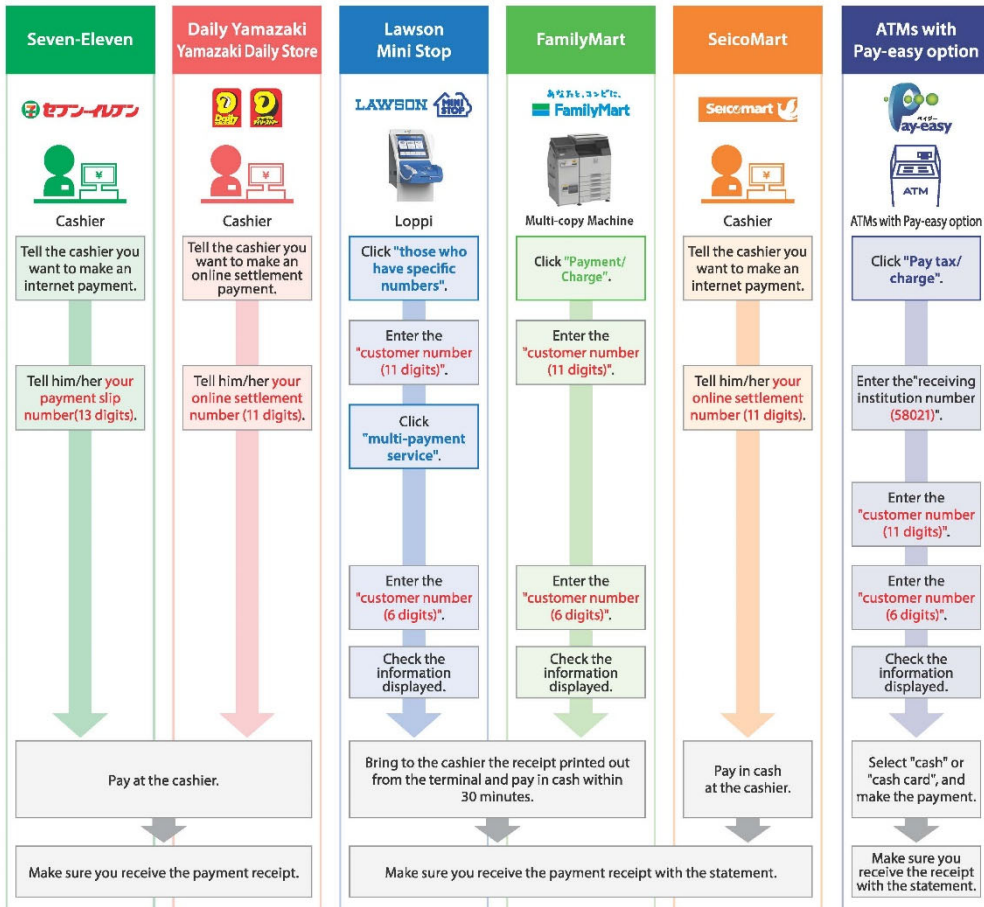 Seven-Eleven
Daily Yamazaki
Yamazaki Daily Store
Lawson
Mini Stop
FamilyMart
SeicoMart
ATMs with
Pay-easy option
セブン-イレブン
Daily
LAWSON
MINI
STOP
あなたと、コンビに、
FamilyMart
Seicomart
ペイジー
Pay-easy
¥
¥
¥
ATM
Cashier
Cashier
Loppi
Multi-copy Machine
Cashier
ATMs with Pay-easy option
Tell the cashier you
want to make an
internet payment.
Tell him/her your
payment slip
number(13 digits).
Tell the cashier you
want to make an
online settlement
payment.
Tell him/her your
online settlement
number (11 digits).
Click "those who
have specific
numbers".
Enter the
"customer number
(11 digits)".
Click
"multi-payment
service".
Enter the
"customer number
(6 digits)".
Check the
information
displayed.
Click "Payment/
Charge".
Enter the
"customer number
(11 digits)".
Enter the
"customer number
(6 digits)".
Check the
information
displayed.
Tell the cashier you
want to make an
internet payment.
Tell him/her your
online settlement
number (11 digits).
Click "Pay tax/
charge".
Enter the"receiving
institution number
(58021)".
Enter the
"customer number
(11 digits)".
Enter the
"customer number
(6 digits)".
Check the
information
displayed.
Pay at the cashier.
Bring to the cashier the receipt printed out
from the terminal and pay in cash within
30 minutes.
Pay in cash
at the cashier.
Select "cash" or
"cash card", and
make the payment.
Make sure you receive the payment receipt.
Make sure you receive the payment receipt with the statement.
Make sure you
receive the receipt
with the statement.